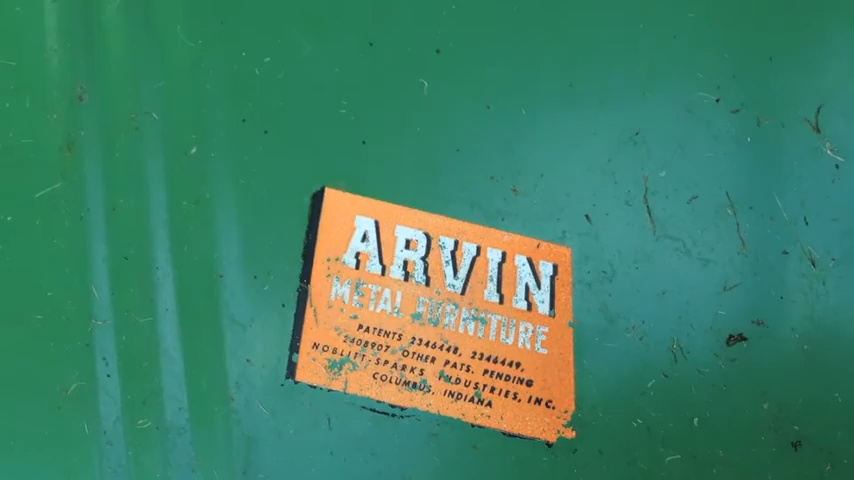 ARVIN
METAL FURNITURE
PATENTS 2346448, 2346449,
2408907 OTHER PATS. PENDING
NOBLITT-SPARKS INDUSTRIES, INC.
COLUMBUS, INDIANA